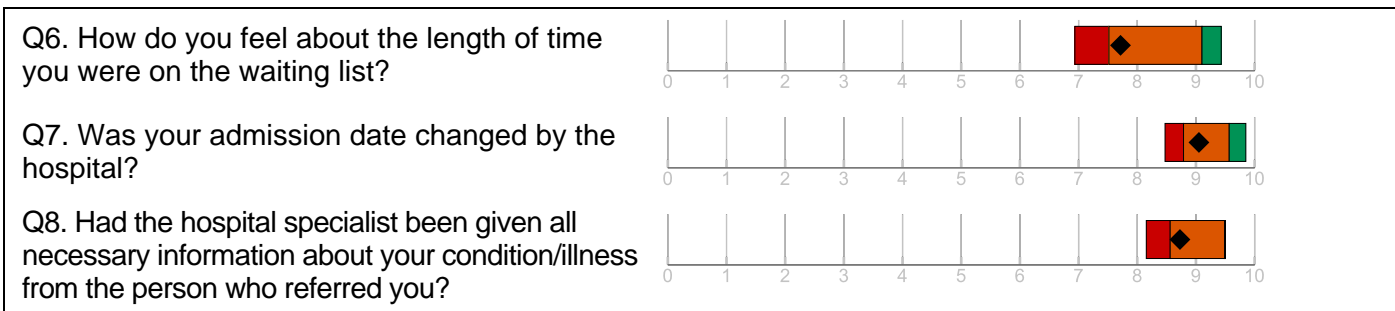 Q6. How do you feel about the length of time
you were on the waiting list?
0 1 2 3 4 5 6 7 8 9 10
Q7. Was your admission date changed by the
hospital?
0 1 2 3 4 5 6 7 8 9 10
Q8. Had the hospital specialist been given all
necessary information about your condition/illness
from the person who referred you?
0 1 2 3 4 5 6 7 8 9 10